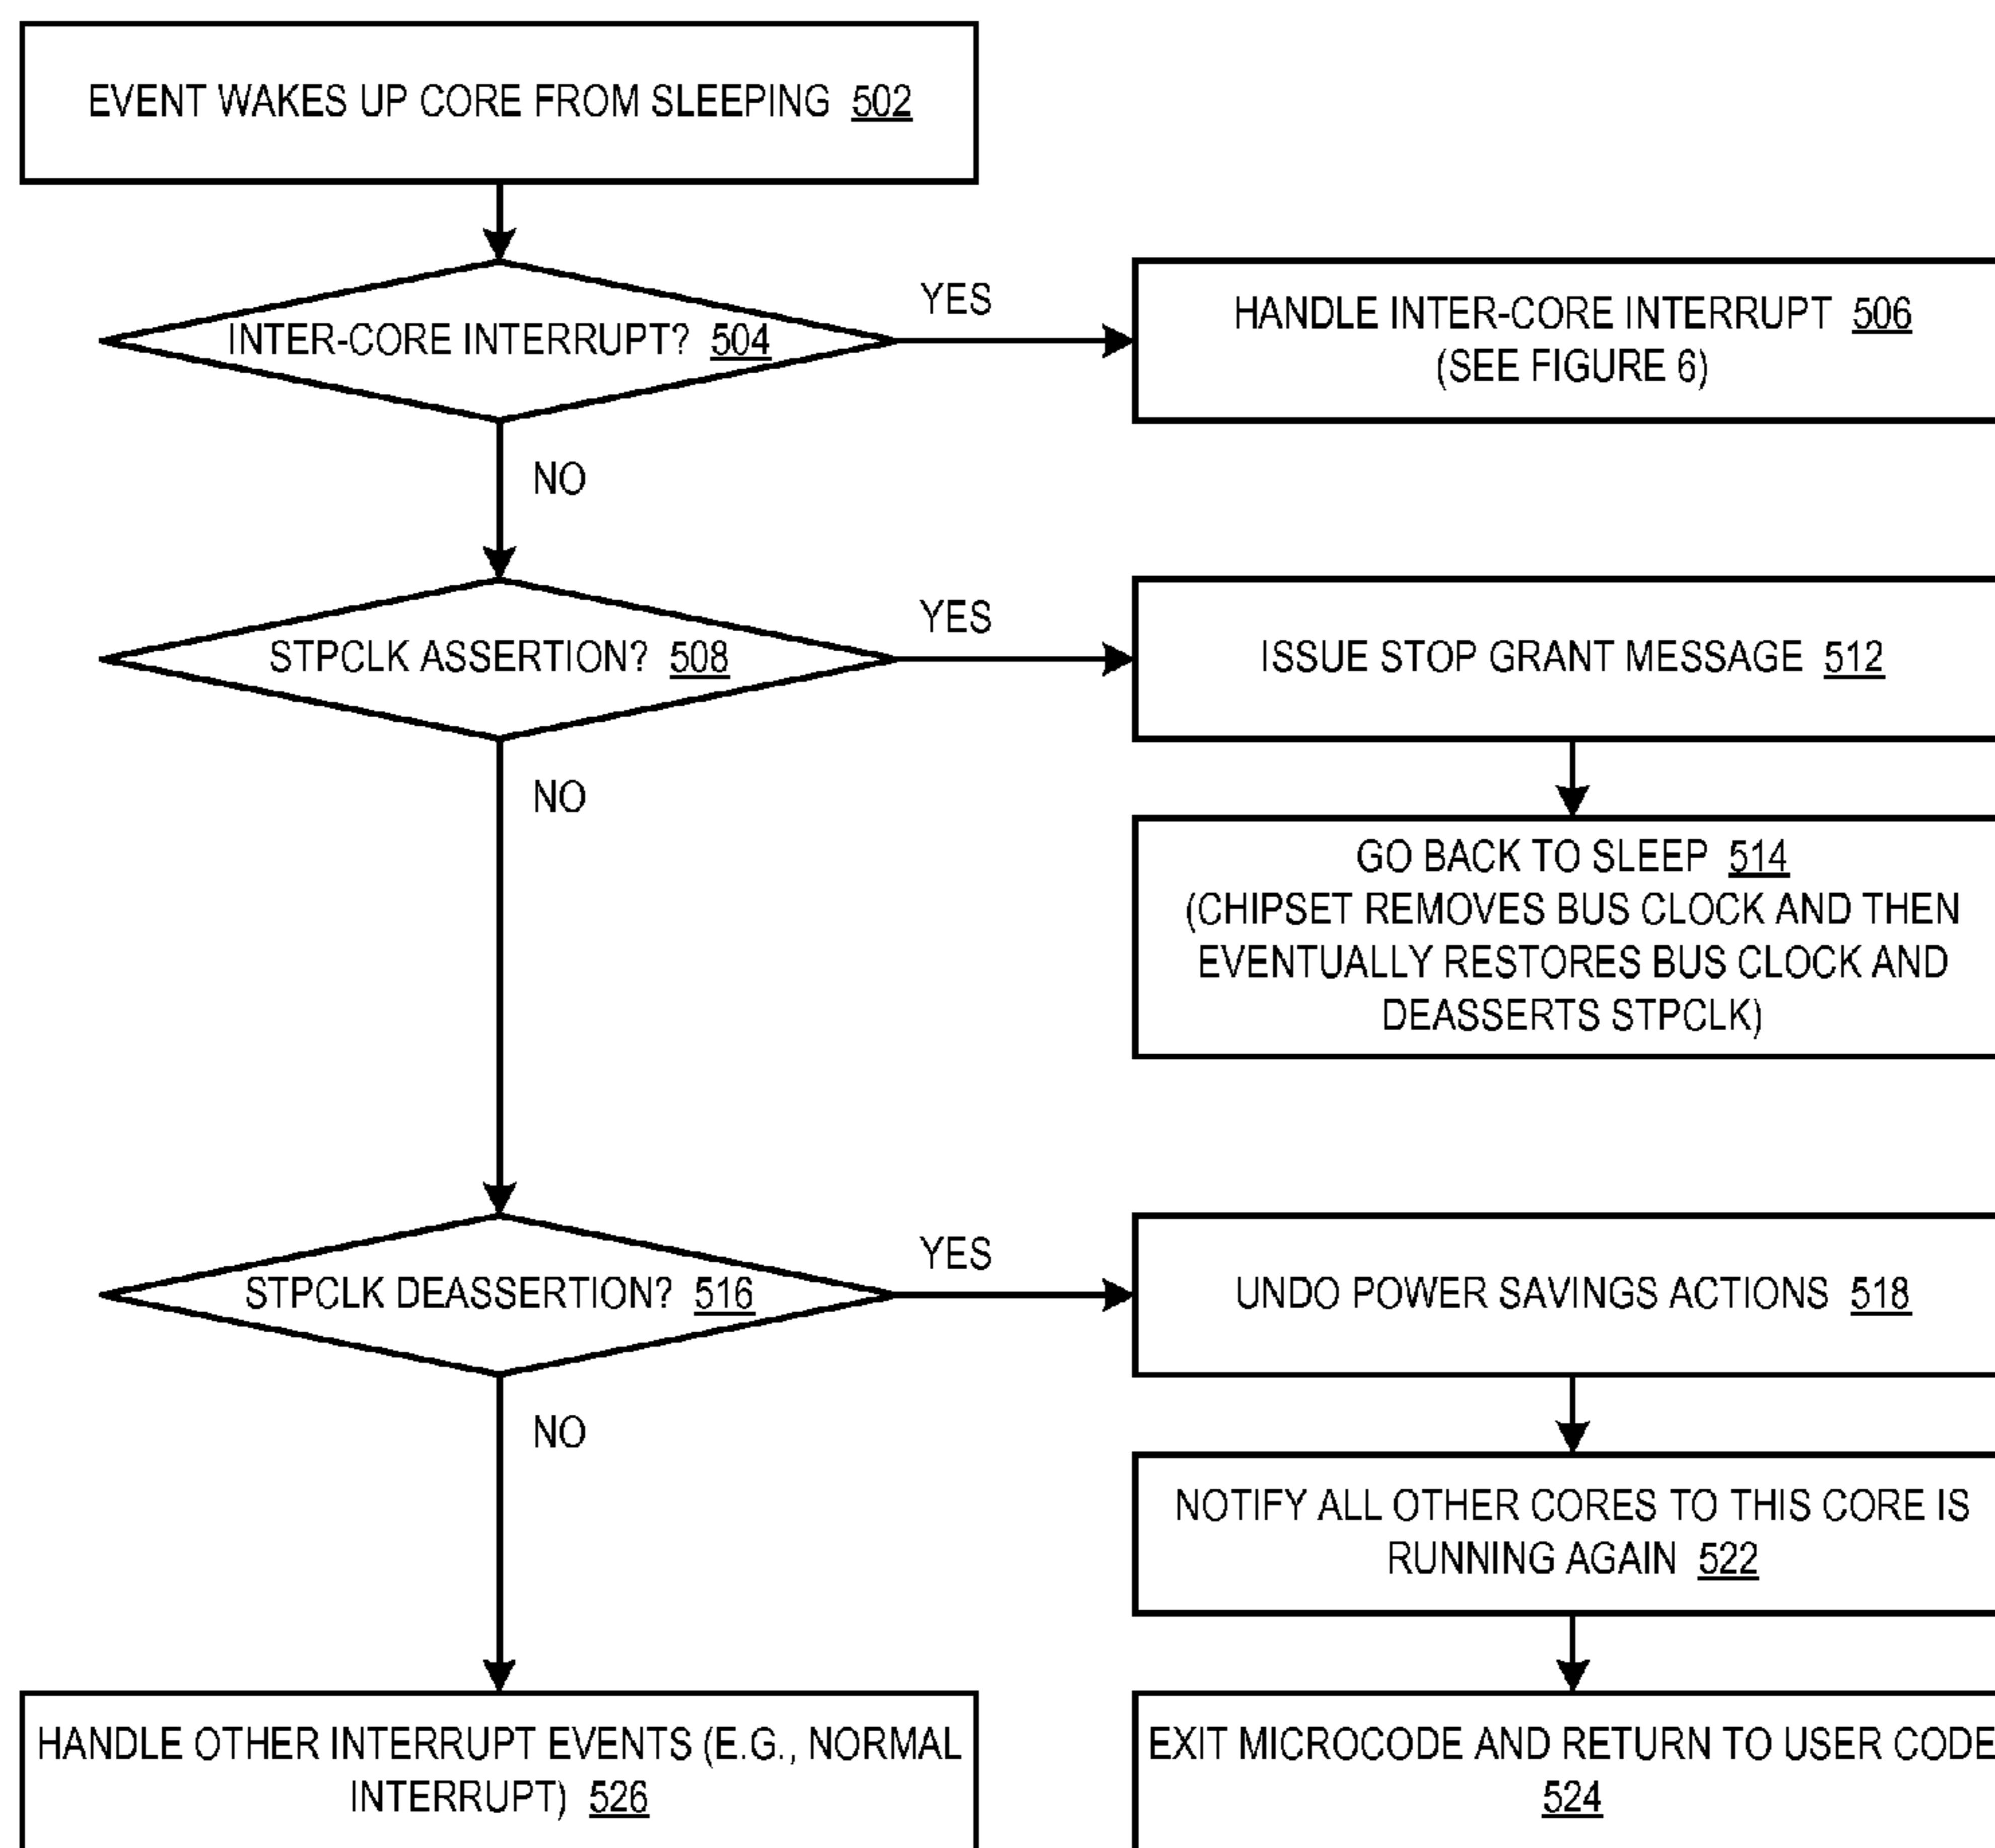 EVENT WAKES UP CORE FROM SLEEPING 502
INTER-CORE INTERRUPT? 504
YES
HANDLE INTER-CORE INTERRUPT 506
(SEE FIGURE 6)
NO
STPCLK ASSERTION? 508
YES
ISSUE STOP GRANT MESSAGE 512
NO
GO BACK TO SLEEP 514
(CHIPSET REMOVES BUS CLOCK AND THEN
EVENTUALLY RESTORES BUS CLOCK AND
DEASSERTS STPCLK)
STPCLK DEASSERTION? 516
YES
UNDO POWER SAVINGS ACTIONS 518
NO
NOTIFY ALL OTHER CORES TO THIS CORE IS
RUNNING AGAIN 522
HANDLE OTHER INTERRUPT EVENTS (E.G., NORMAL
INTERRUPT) 526
EXIT MICROCODE AND RETURN TO USER CODE
524